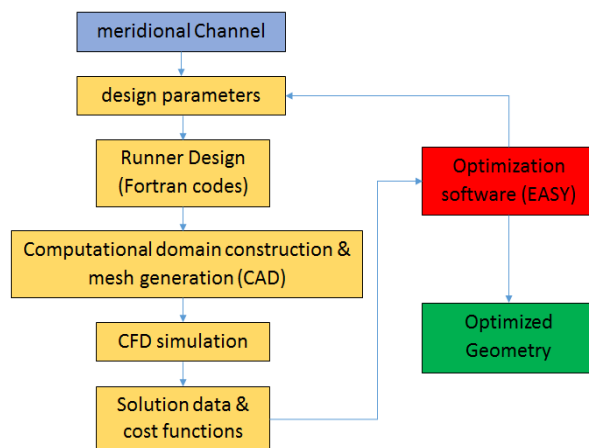 meridional Channel
design parameters
Runner Design
(Fortran codes)
Computational domain construction &
mesh generation (CAD)
CFD simulation
Solution data &
cost functions
Optimization
software (EASY)
Optimized
Geometry